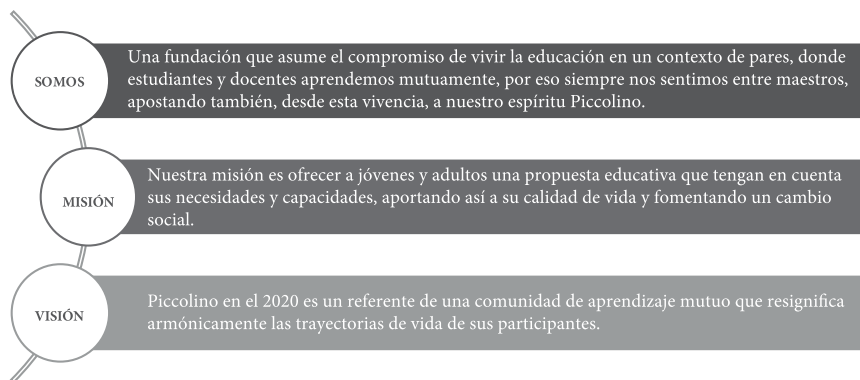 SOMOS
Una fundación que asume el compromiso de vivir la educación en un contexto de pares, donde
estudiantes y docentes aprendemos mutuamente, por eso siempre nos sentimos entre maestros,
apostando también, desde esta vivencia, a nuestro espíritu Piccolino.
MISIÓN
Nuestra misión es ofrecer a jóvenes y adultos una propuesta educativa que tengan en cuenta
sus necesidades y capacidades, aportando así a su calidad de vida y fomentando un cambio
social.
VISIÓN
Piccolino en el 2020 es un referente de una comunidad de aprendizaje mutuo que resignifica
armónicamente las trayectorias de vida de sus participantes.